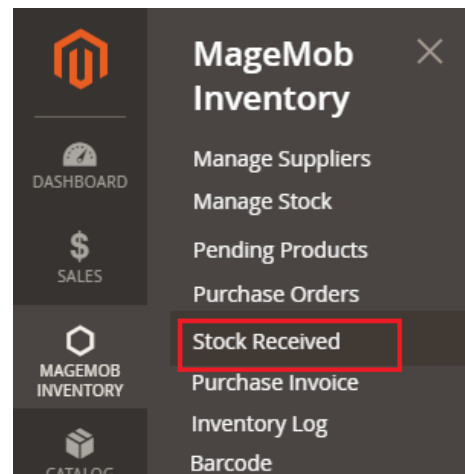 MageMob
Inventory
DASHBOARD
SALES
MAGEMOB
INVENTORY
CATALOG
Manage Suppliers
Manage Stock
Pending Products
Purchase Orders
Stock Received
Purchase Invoice
Inventory Log
Barcode